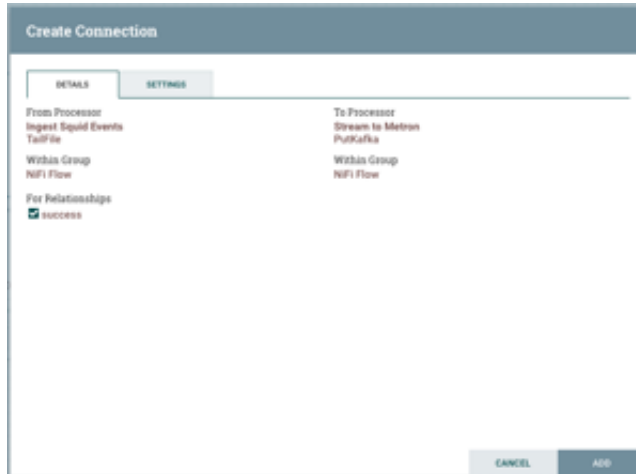 Create Connection
DETAILS
SETTINGS
From Processor
Ingest Squid Events
TailFile
Within Group
NiFi Flow
For Relationships
success
To Processor
Stream to Metron
PutKafka
Within Group
NiFi Flow
CANCEL
ADD